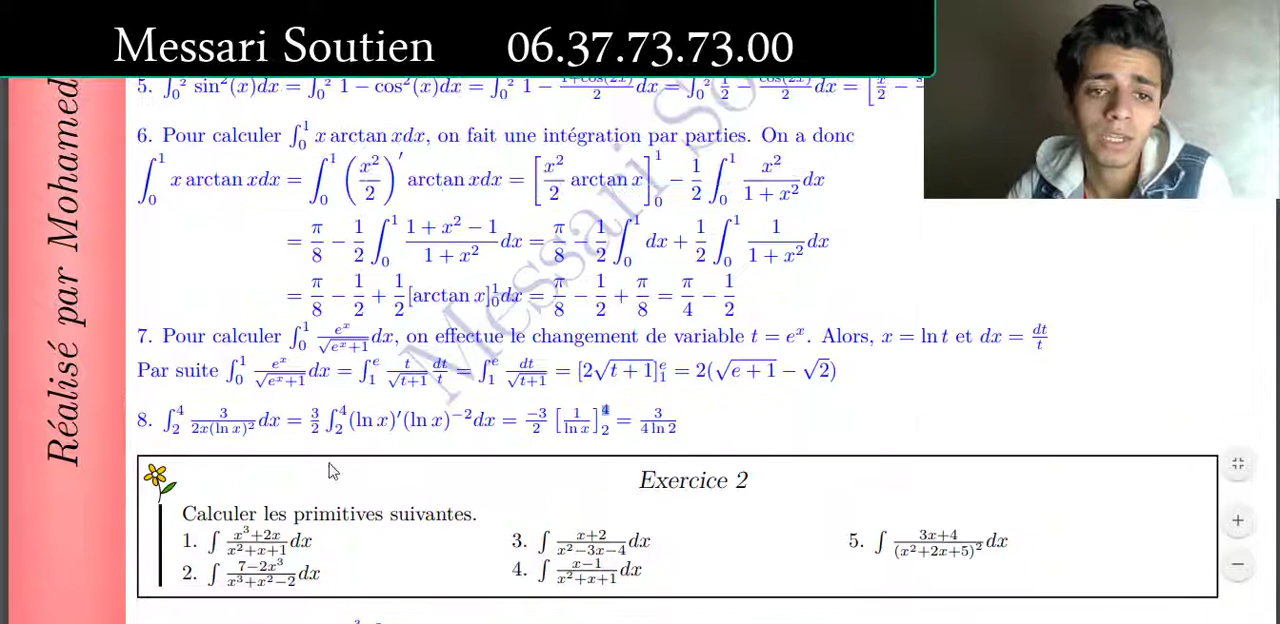 Messari Soutien 06.37.73.73.00
Réalisé par Mohamed
5. ∫₀² sin²(x)dx = ∫₀² 1 − cos²(x)dx = ∫₀² 1 − (1+cos(2x))/2 dx = ∫₀² 1/2 − cos(2x)/2 dx = [x/2 −
6. Pour calculer ∫₀¹ x arctan xdx, on fait une intégration par parties. On a donc
∫₀¹ x arctan xdx = ∫₀¹ (x²/2)′ arctan xdx = [x²/2 arctan x]₀¹ − 1/2 ∫₀¹ x²/(1 + x²) dx
= π/8 − 1/2 ∫₀¹ (1 + x² − 1)/(1 + x²) dx = π/8 − 1/2 ∫₀¹ dx + 1/2 ∫₀¹ 1/(1 + x²) dx
= π/8 − 1/2 + 1/2 [arctan x]₀¹dx = π/8 − 1/2 + π/8 = π/4 − 1/2
7. Pour calculer ∫₀¹ eˣ/√(eˣ+1) dx, on effectue le changement de variable t = eˣ. Alors, x = ln t et dx = dt/t
Par suite ∫₀¹ eˣ/√(eˣ+1) dx = ∫₁ᵉ t/√(t+1) dt/t = ∫₁ᵉ dt/√(t+1) = [2√(t + 1)]₁ᵉ = 2(√(e + 1) − √2)
8. ∫₂⁴ 3/(2x(ln x)²) dx = 3/2 ∫₂⁴ (ln x)′(ln x)⁻²dx = −3/2 [1/ln x]₂⁴ = 3/(4 ln 2)
Exercice 2
Calculer les primitives suivantes.
1. ∫ (x³+2x)/(x²+x+1) dx 3. ∫ (x+2)/(x²−3x−4) dx 5. ∫ (3x+4)/(x²+2x+5)² dx
2. ∫ (7−2x³)/(x³+x²−2) dx 4. ∫ (x−1)/(x²+x+1) dx
Messari So